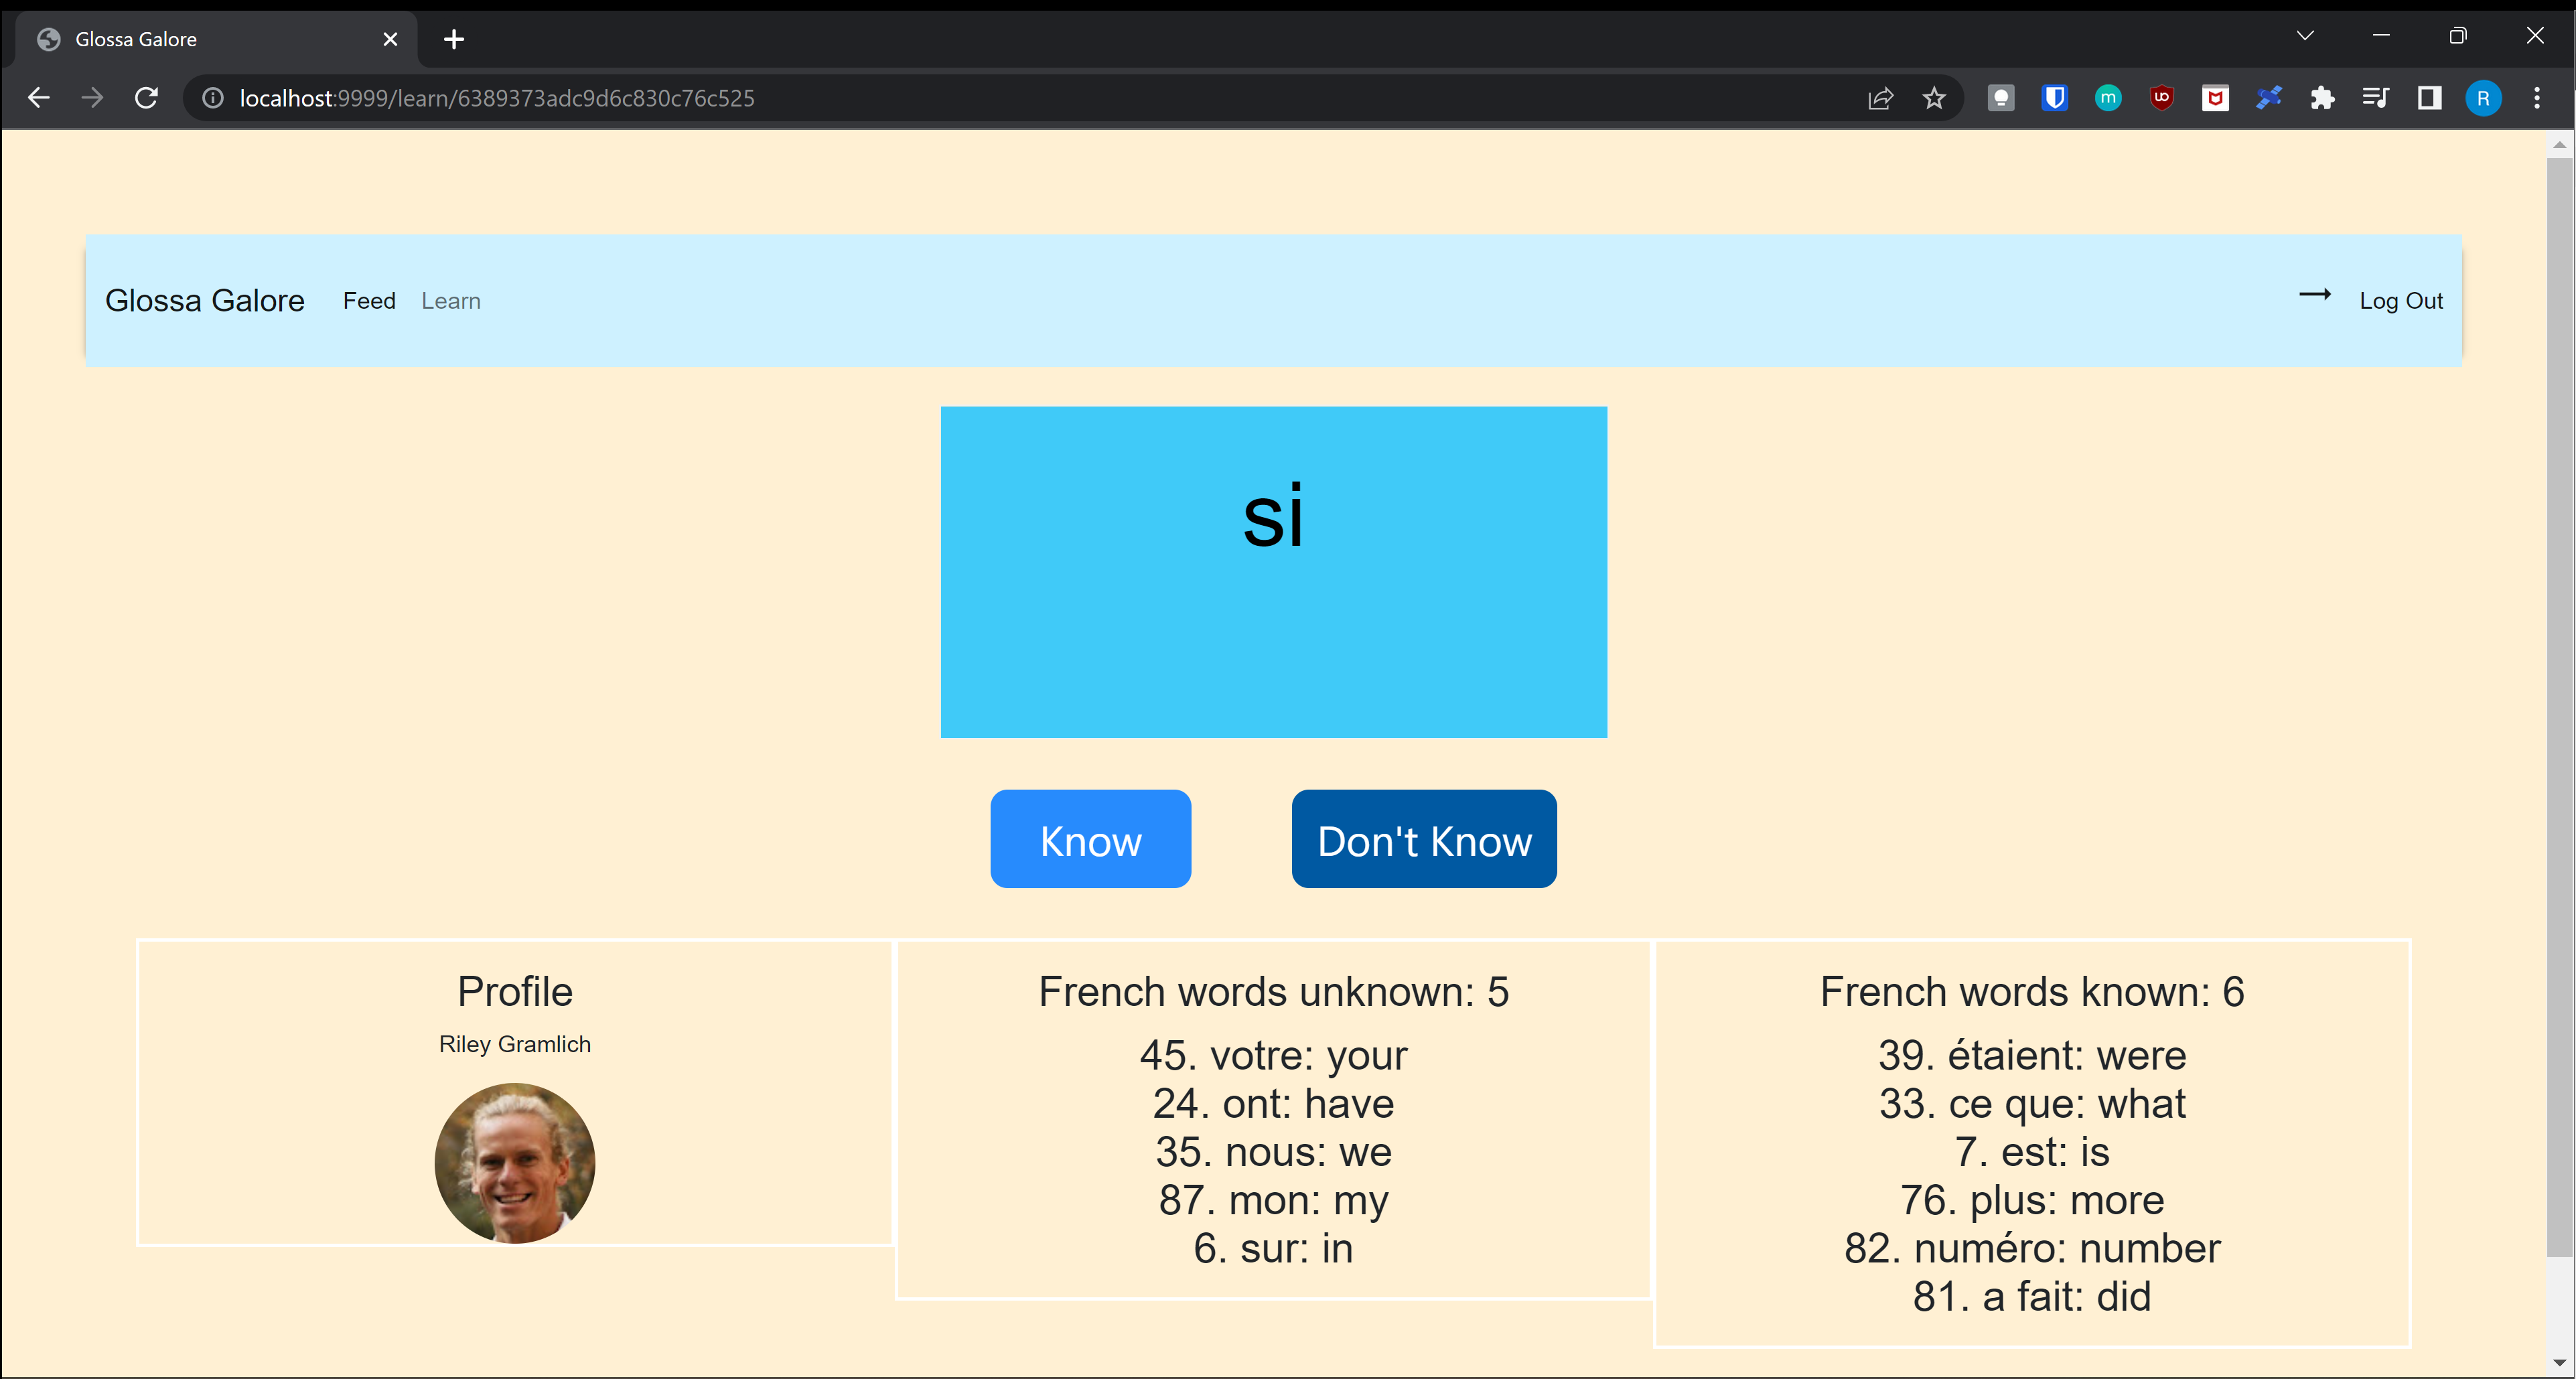 Glossa Galore
localhost:9999/learn/6389373adc9d6c830c76c525
m
UD
R
Glossa Galore Feed Learn
Log Out
si
Know
Don't Know
Profile
Riley Gramlich
French words unknown: 5
45. votre: your
24. ont: have
35. nous: we
87. mon: my
6. sur: in
French words known: 6
39. étaient: were
33. ce que: what
7. est: is
76. plus: more
82. numéro: number
81. a fait: did